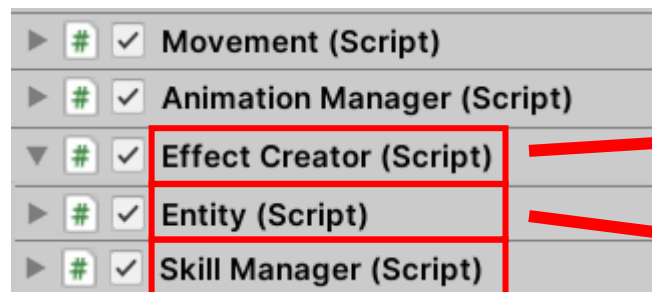 # Movement (Script)
# Animation Manager (Script)
# Effect Creator (Script)
# Entity (Script)
# Skill Manager (Script)